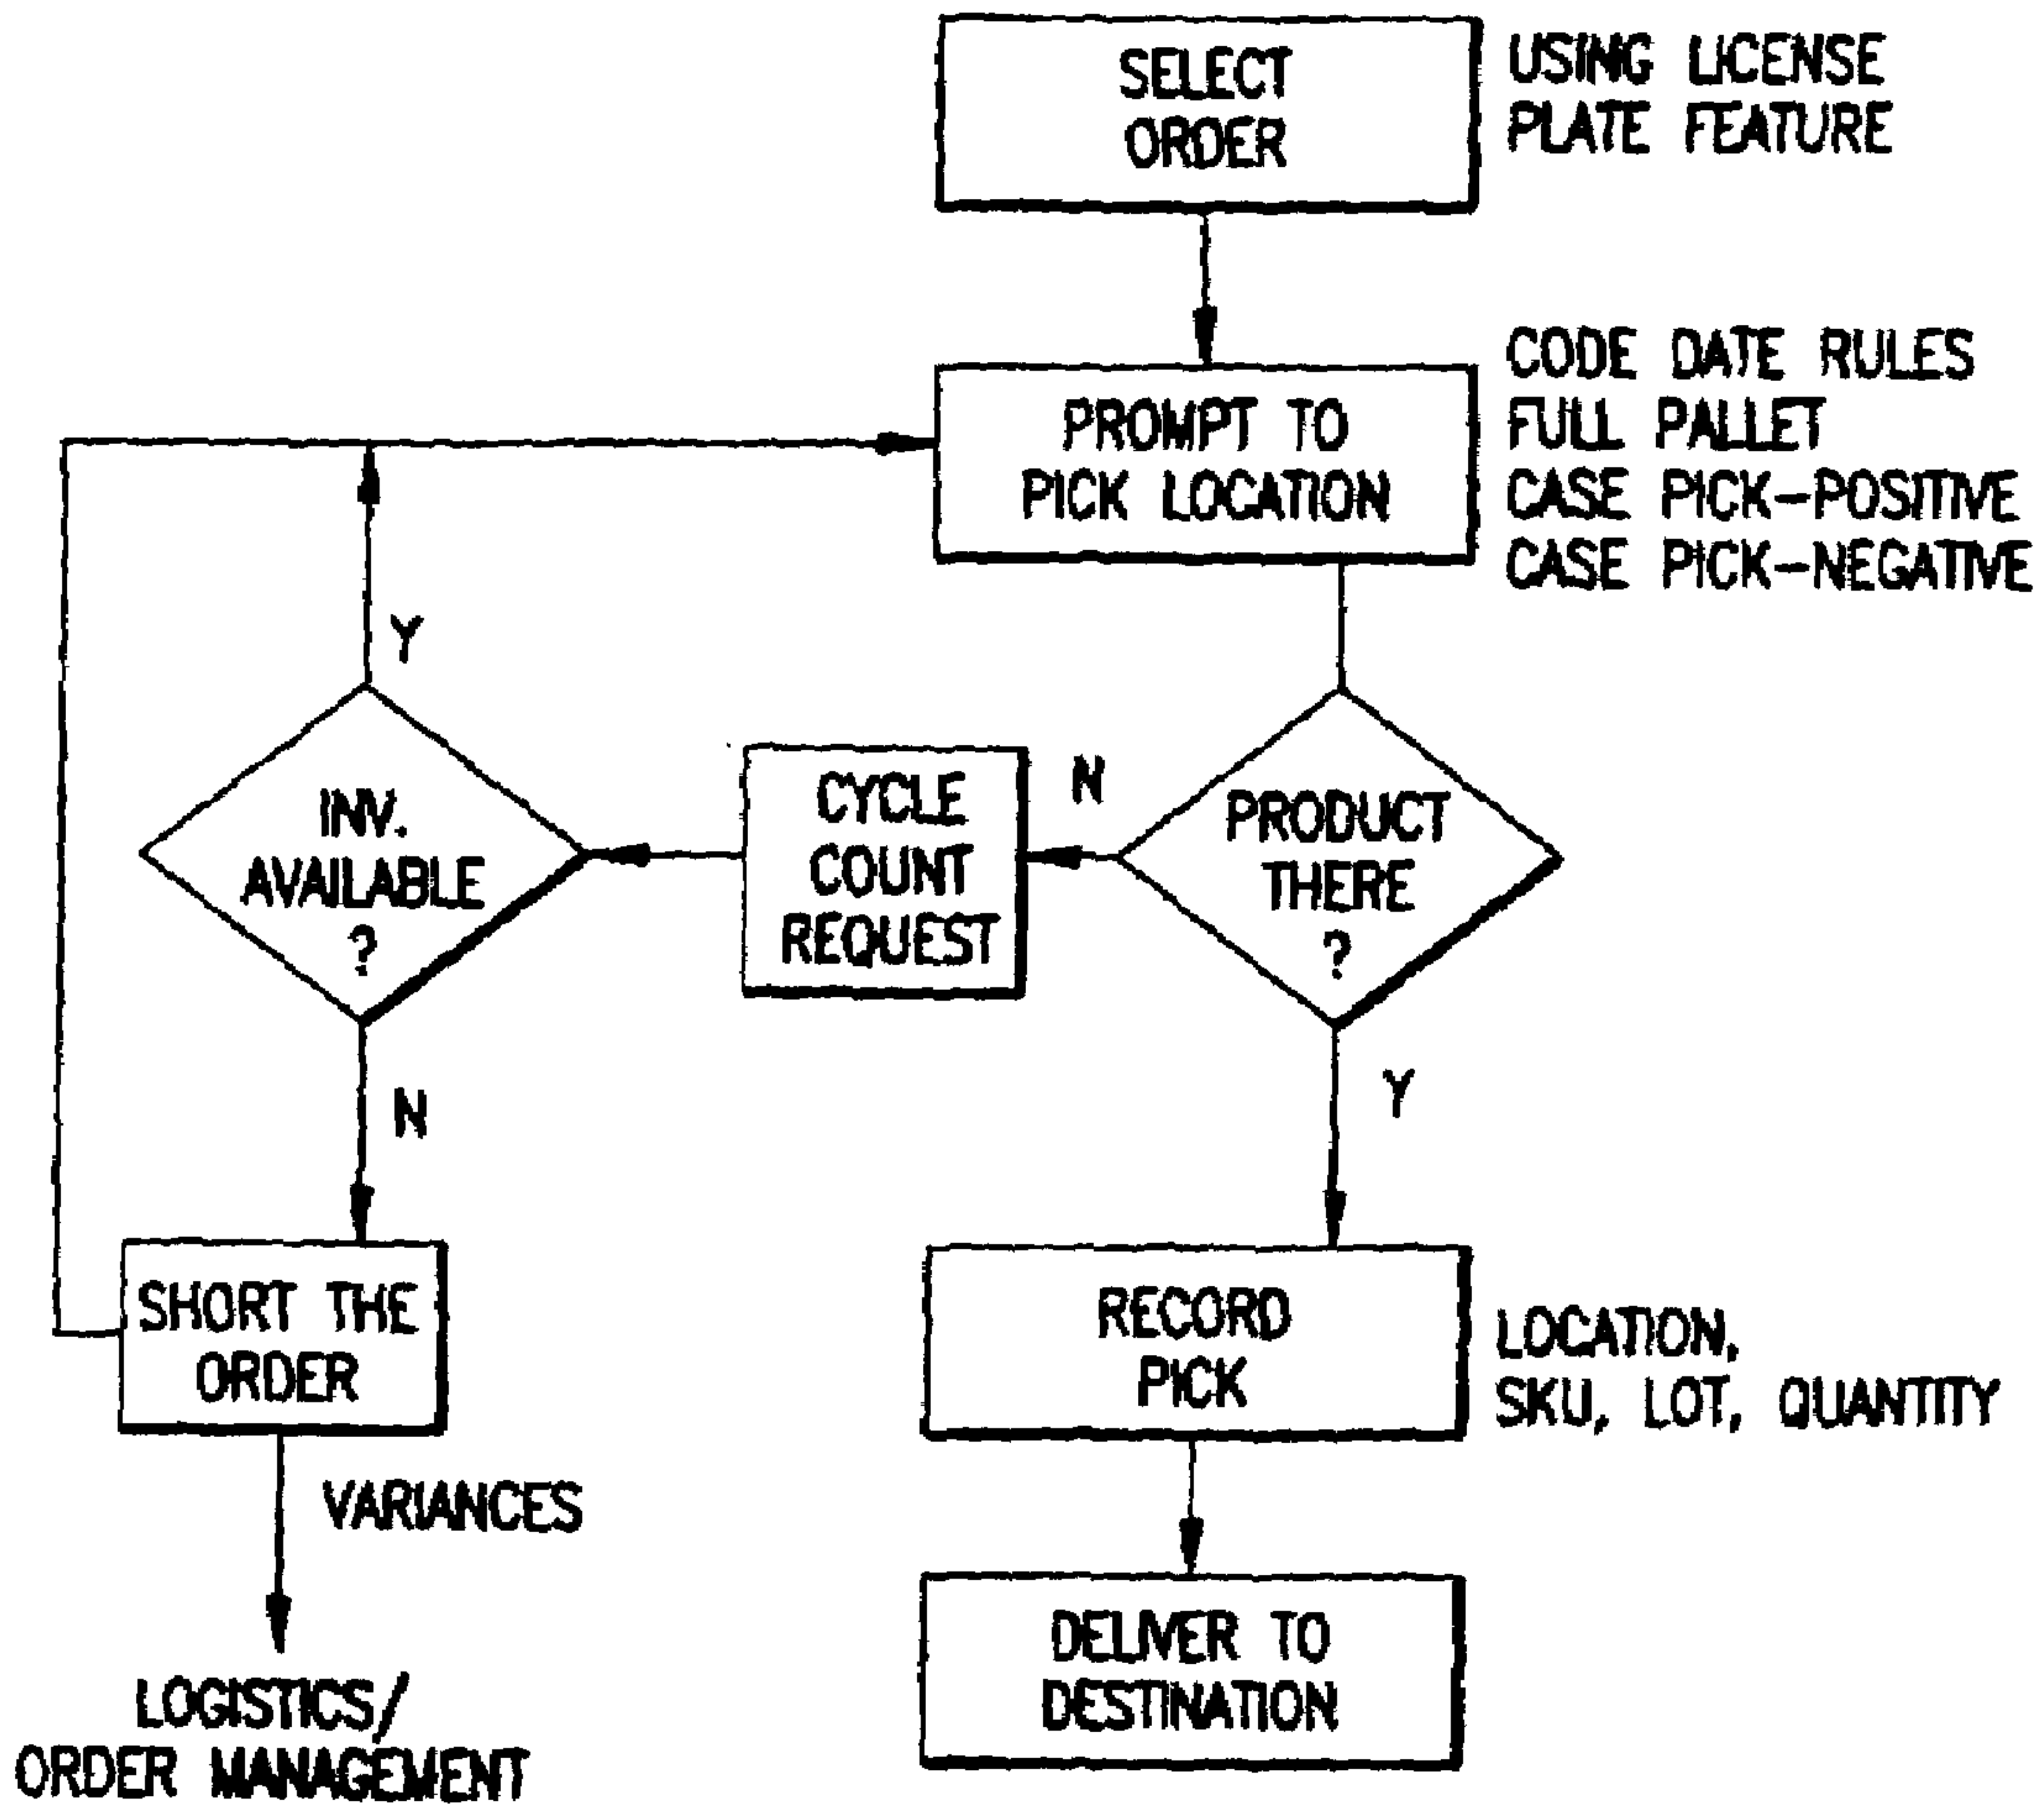 SELECT
ORDER
USING LICENSE
PLATE FEATURE
PROMPT TO
PICK LOCATION
CODE DATE RULES
FULL PALLET
CASE PICK-POSITIVE
CASE PICK-NEGATIVE
Y
INV.
AVAILABLE
?
CYCLE
COUNT
REQUEST
N
PRODUCT
THERE
?
N
Y
SHORT THE
ORDER
RECORD
PICK
LOCATION,
SKU, LOT, QUANTITY
VARIANCES
DELIVER TO
DESTINATION
LOGISTICS/
ORDER MANAGEMENT